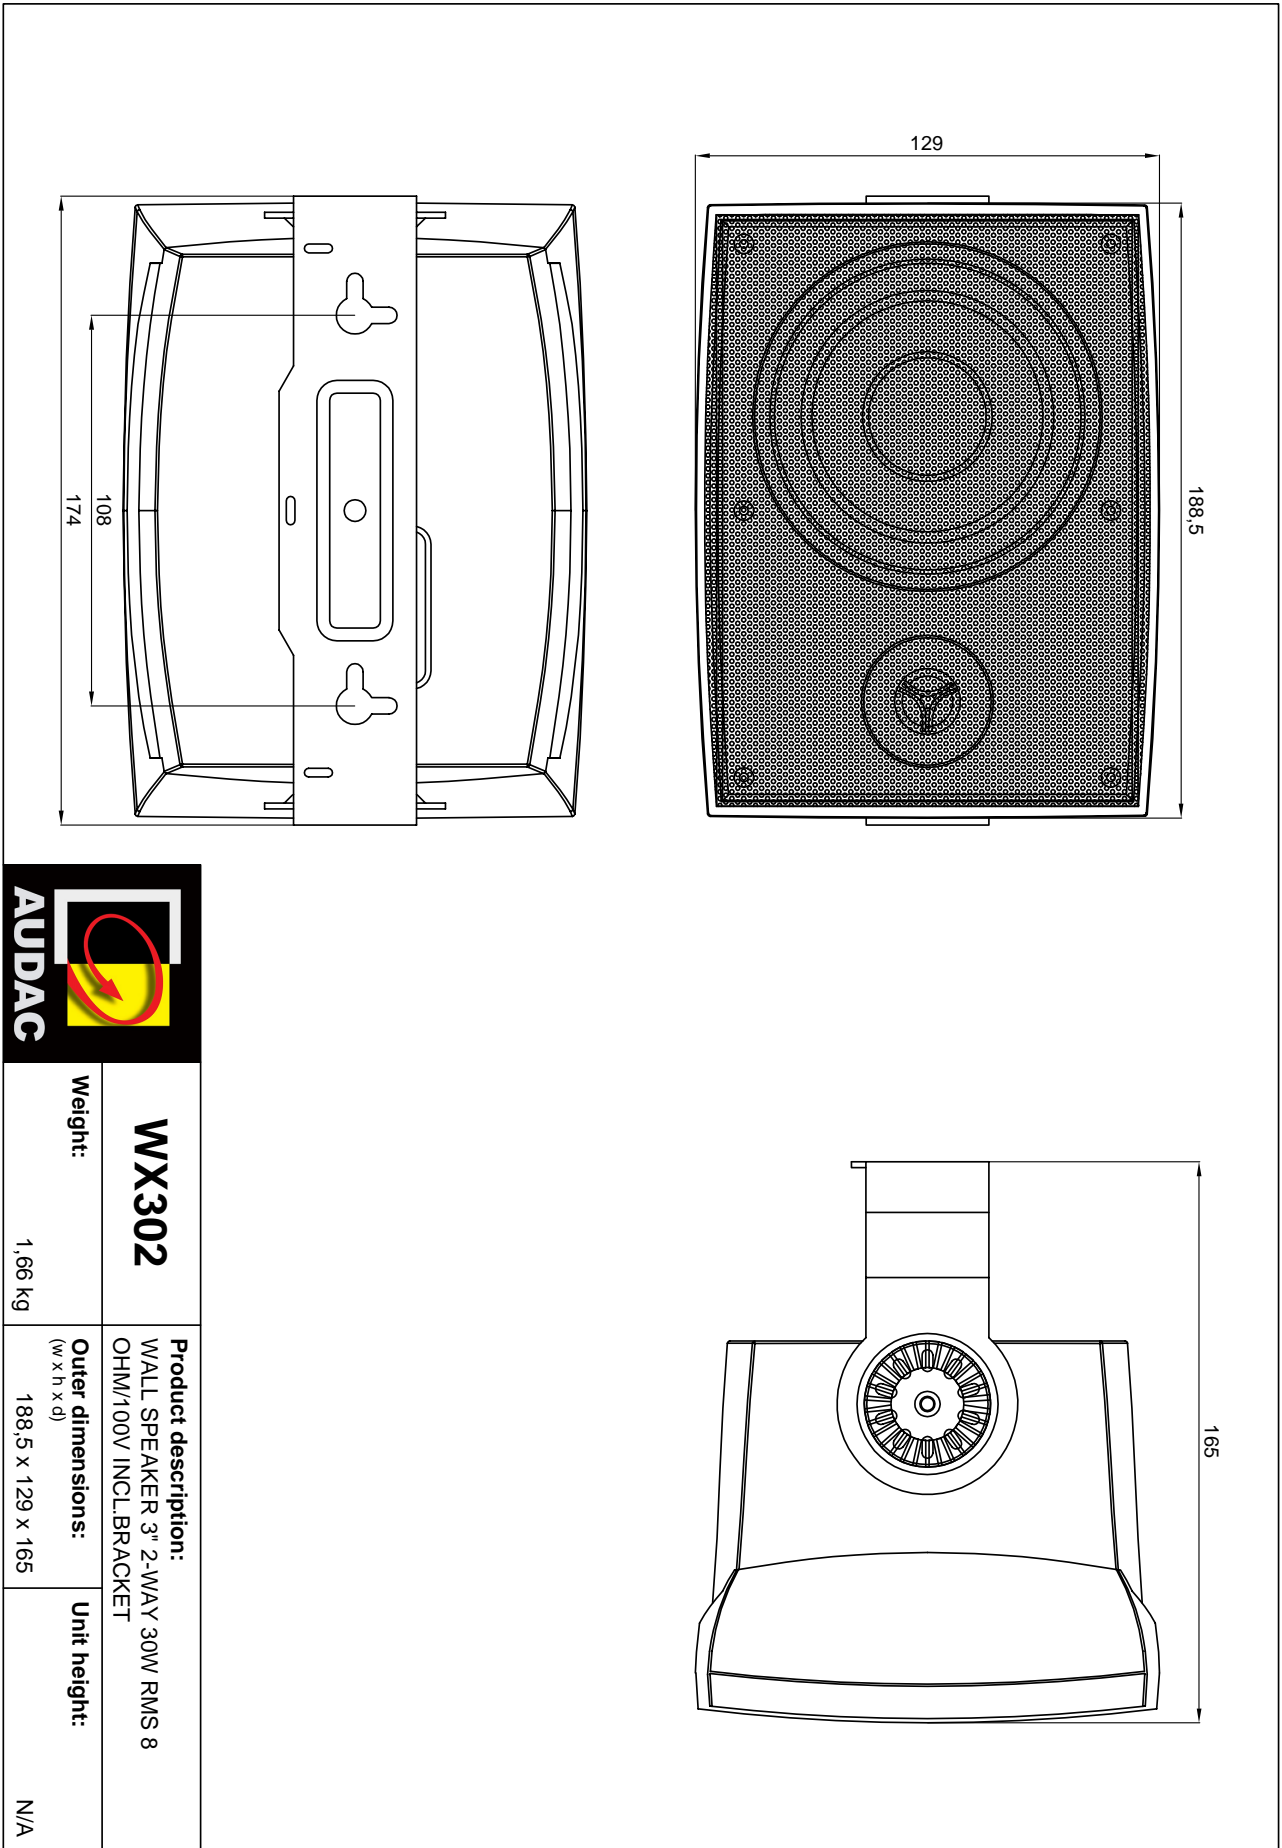 129
188,5
108
174
165
AUDAC
WX302
Product description:
WALL SPEAKER 3" 2-WAY 30W RMS 8
OHM/100V INCL.BRACKET
Weight:
1,66 kg
Outer dimensions:
(w x h x d)
188,5 x 129 x 165
Unit height:
N/A